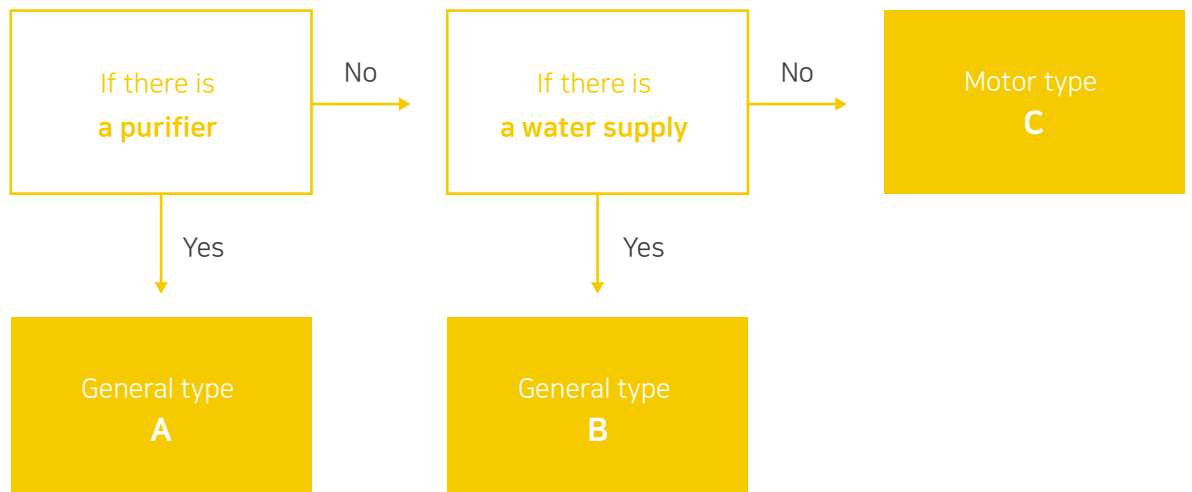 If there is
a purifier
No
If there is
a water supply
No
Motor type
C
Yes
Yes
General type
A
General type
B